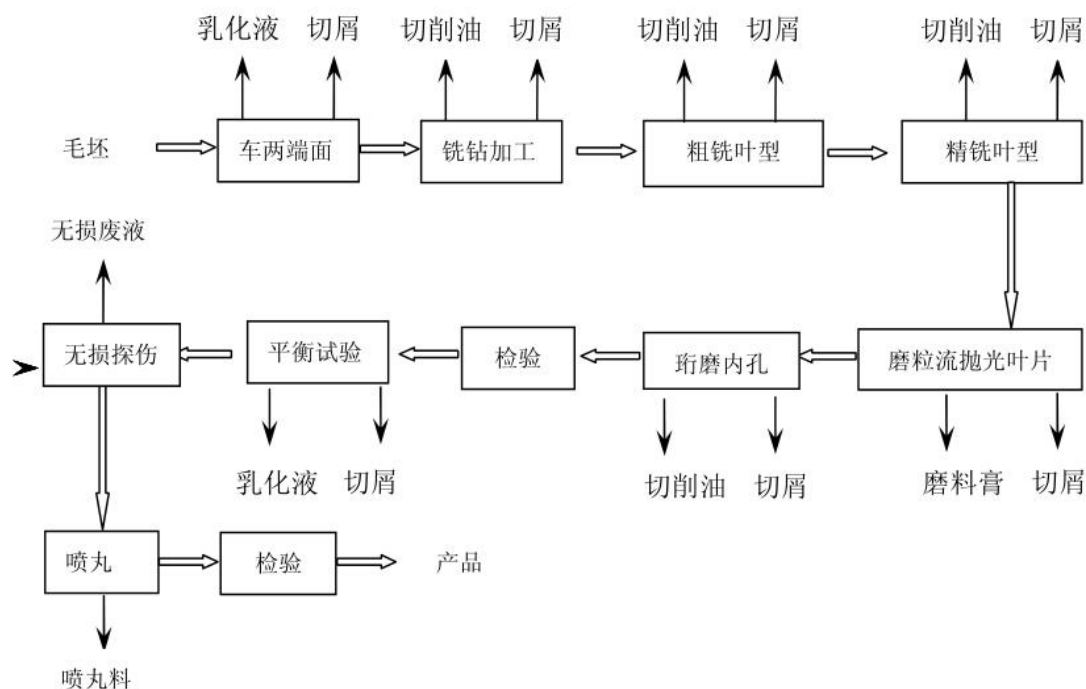 乳化液 切屑 切削油 切屑 切削油 切屑 切削油 切屑
毛坯 车两端面 铣钻加工 粗铣叶型 精铣叶型
无损废液
无损探伤 平衡试验 检验 珩磨内孔 磨粒流抛光叶片
乳化液 切屑 切削油 切屑 磨料膏 切屑
喷丸 检验 产品
喷丸料